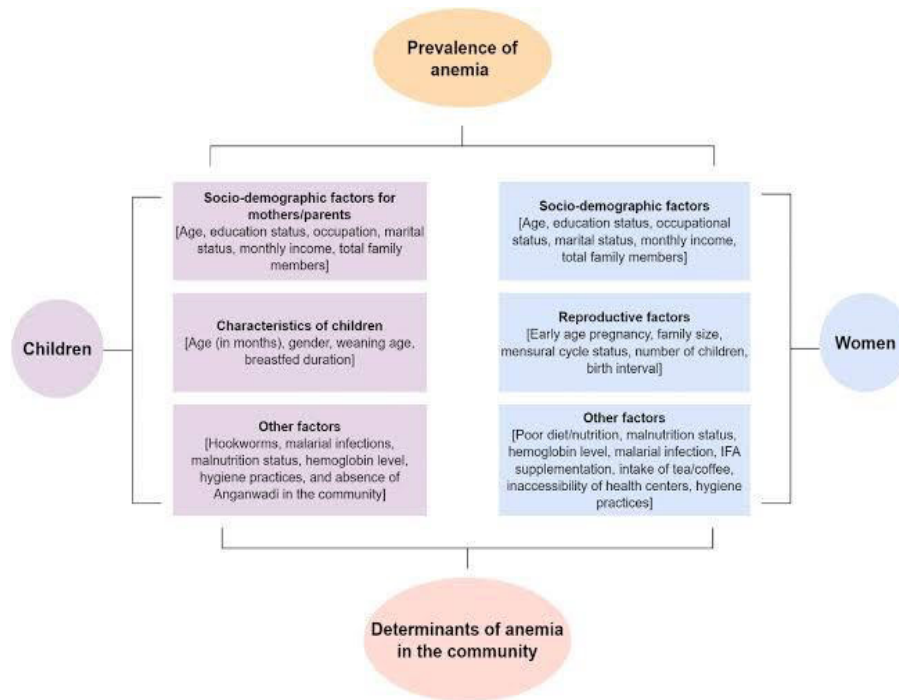 Prevalence of
anemia
Socio-demographic factors for
mothers/parents
[Age, education status, occupation, marital
status, monthly income, total family
members]
Socio-demographic factors
[Age, education status, occupational
status, marital status, monthly income,
total family members]
Children
Characteristics of children
[Age (in months), gender, weaning age,
breastfed duration]
Reproductive factors
[Early age pregnancy, family size,
mensural cycle status, number of children,
birth interval]
Women
Other factors
[Hookworms, malarial infections,
malnutrition status, hemoglobin level,
hygiene practices, and absence of
Anganwadi in the community]
Other factors
[Poor diet/nutrition, malnutrition status,
hemoglobin level, malarial infection, IFA
supplementation, intake of tea/coffee,
inaccessibility of health centers, hygiene
practices]
Determinants of anemia
in the community